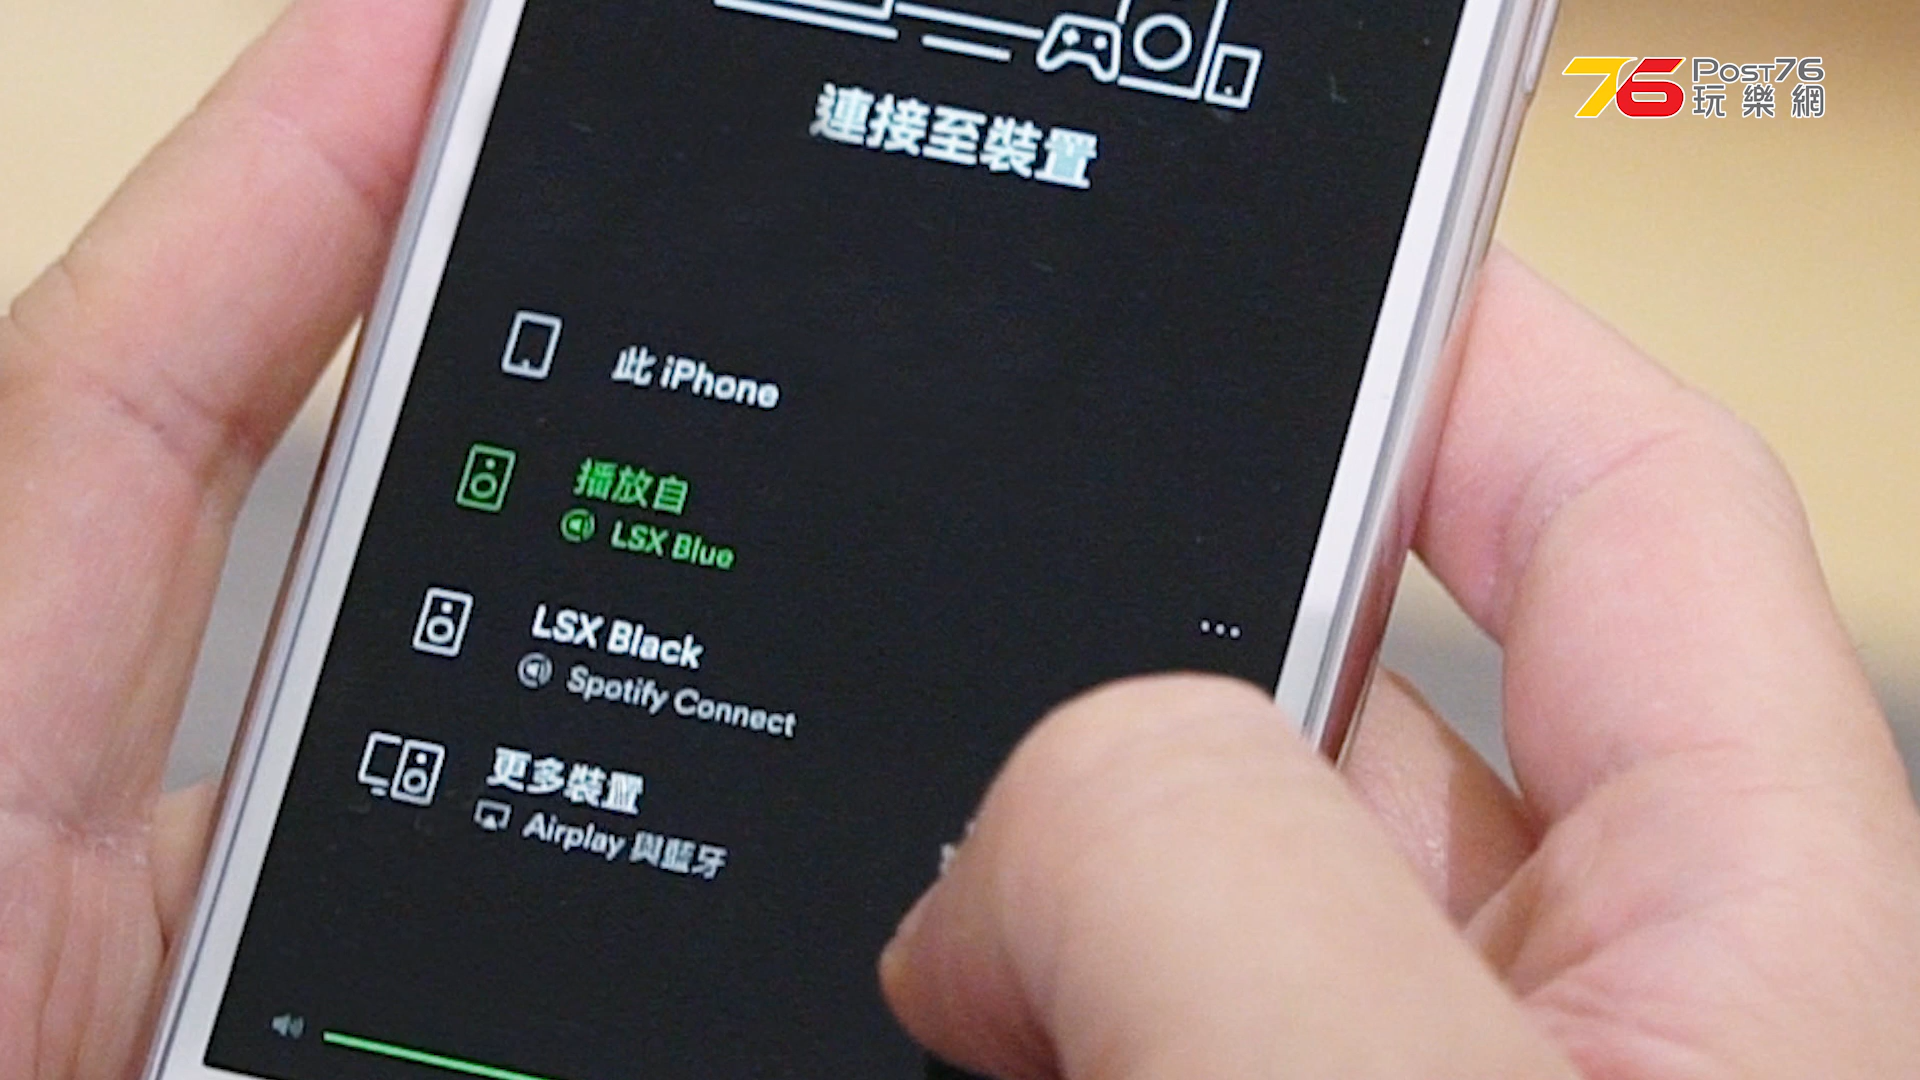 76 Post76
玩樂網
連接至裝置
此 iPhone
播放自
LSX Blue
LSX Black
Spotify Connect
更多裝置
Airplay 與藍牙